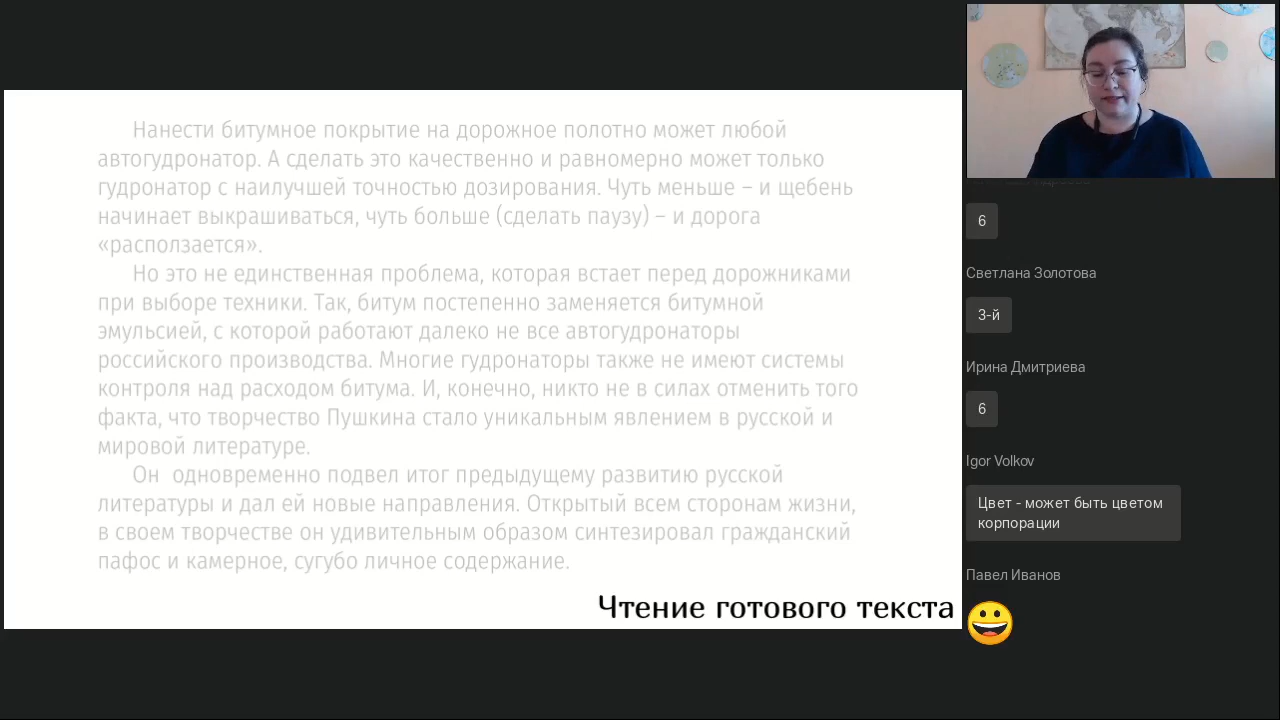 Нанести битумное покрытие на дорожное полотно может любой
автогудронатор. А сделать это качественно и равномерно может только
гудронатор с наилучшей точностью дозирования. Чуть меньше – и щебень
начинает выкрашиваться, чуть больше (сделать паузу) – и дорога
«расползается».
Но это не единственная проблема, которая встает перед дорожниками
при выборе техники. Так, битум постепенно заменяется битумной
эмульсией, с которой работают далеко не все автогудронаторы
российского производства. Многие гудронаторы также не имеют системы
контроля над расходом битума. И, конечно, никто не в силах отменить того
факта, что творчество Пушкина стало уникальным явлением в русской и
мировой литературе.
Он одновременно подвел итог предыдущему развитию русской
литературы и дал ей новые направления. Открытый всем сторонам жизни,
в своем творчестве он удивительным образом синтезировал гражданский
пафос и камерное, сугубо личное содержание.
Чтение готового текста
6
Светлана Золотова
3-й
Ирина Дмитриева
6
Igor Volkov
Цвет - может быть цветом
корпорации
Павел Иванов